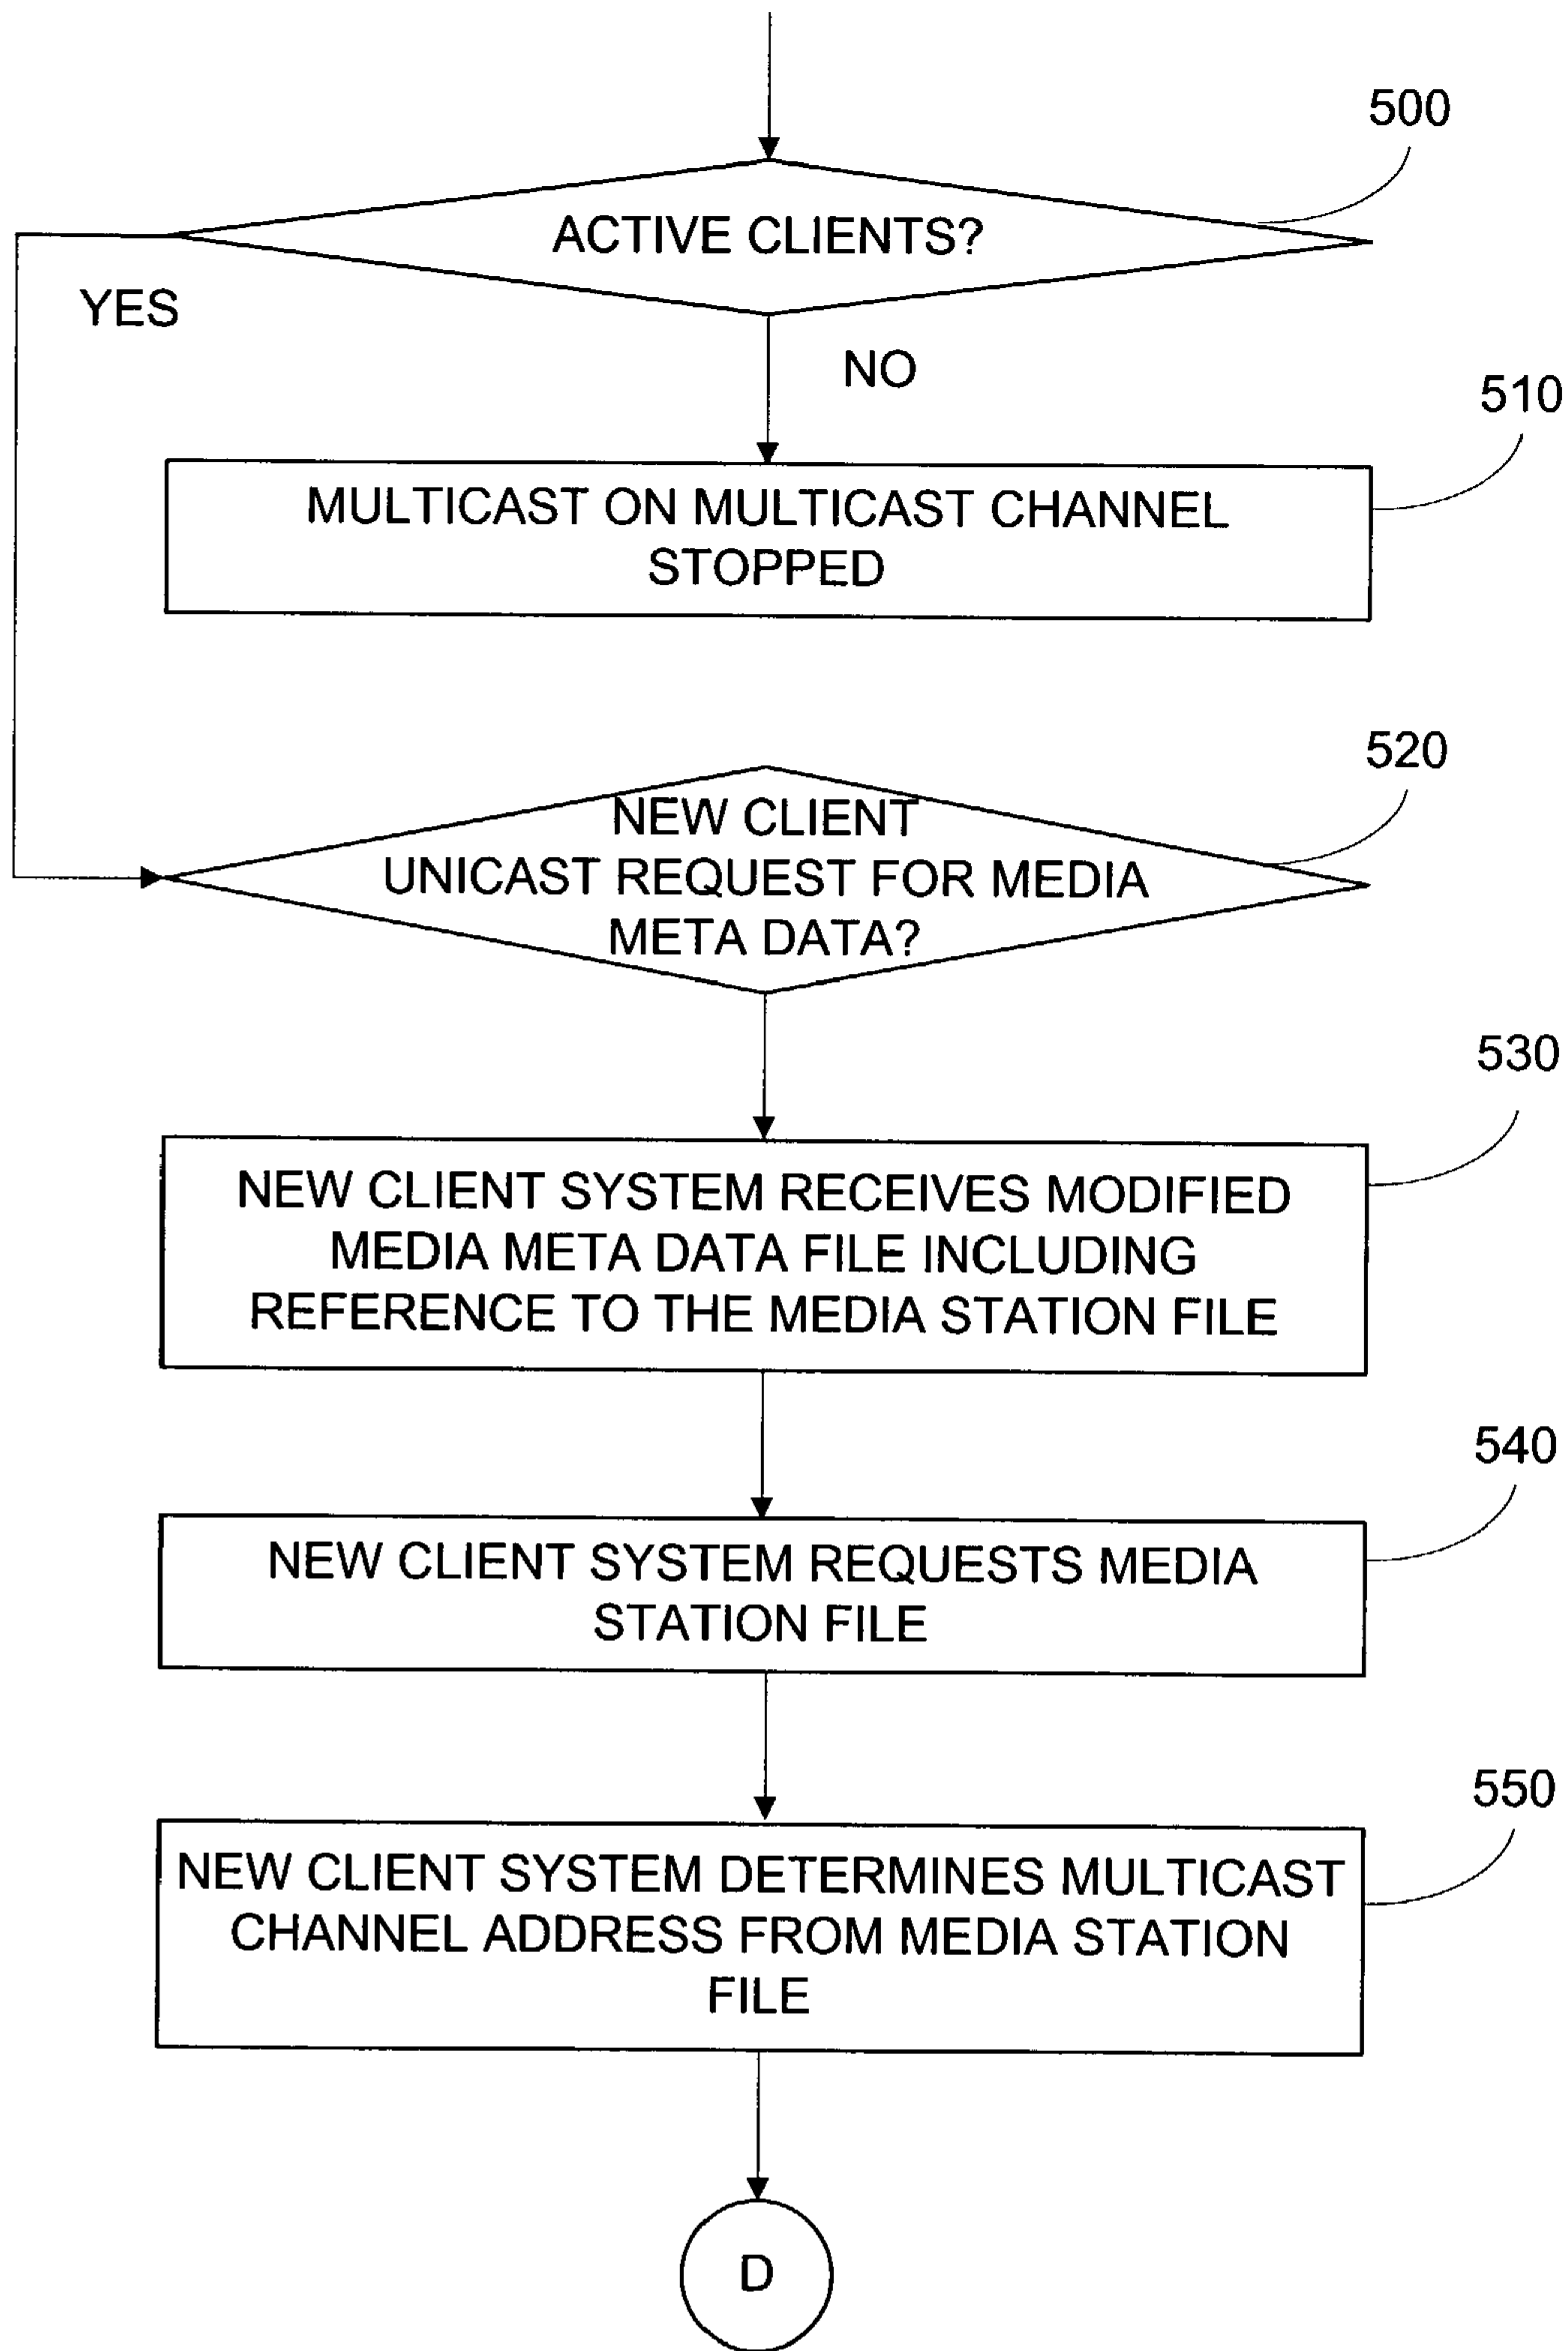 500
ACTIVE CLIENTS?
YES
NO
510
MULTICAST ON MULTICAST CHANNEL
STOPPED
520
NEW CLIENT
UNICAST REQUEST FOR MEDIA
META DATA?
530
NEW CLIENT SYSTEM RECEIVES MODIFIED
MEDIA META DATA FILE INCLUDING
REFERENCE TO THE MEDIA STATION FILE
540
NEW CLIENT SYSTEM REQUESTS MEDIA
STATION FILE
550
NEW CLIENT SYSTEM DETERMINES MULTICAST
CHANNEL ADDRESS FROM MEDIA STATION
FILE
D